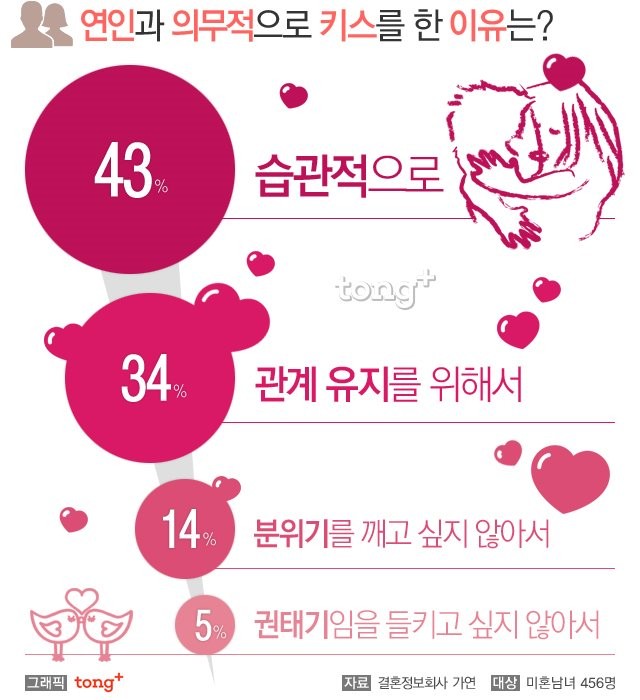 연인과 의무적으로 키스를 한 이유는?
43%
습관적으로
tong+
34%
관계 유지를 위해서
14%
분위기를 깨고 싶지 않아서
5%
권태기임을 들키고 싶지 않아서
그래픽 tong+ 자료 결혼정보회사 가연 대상 미혼남녀 456명